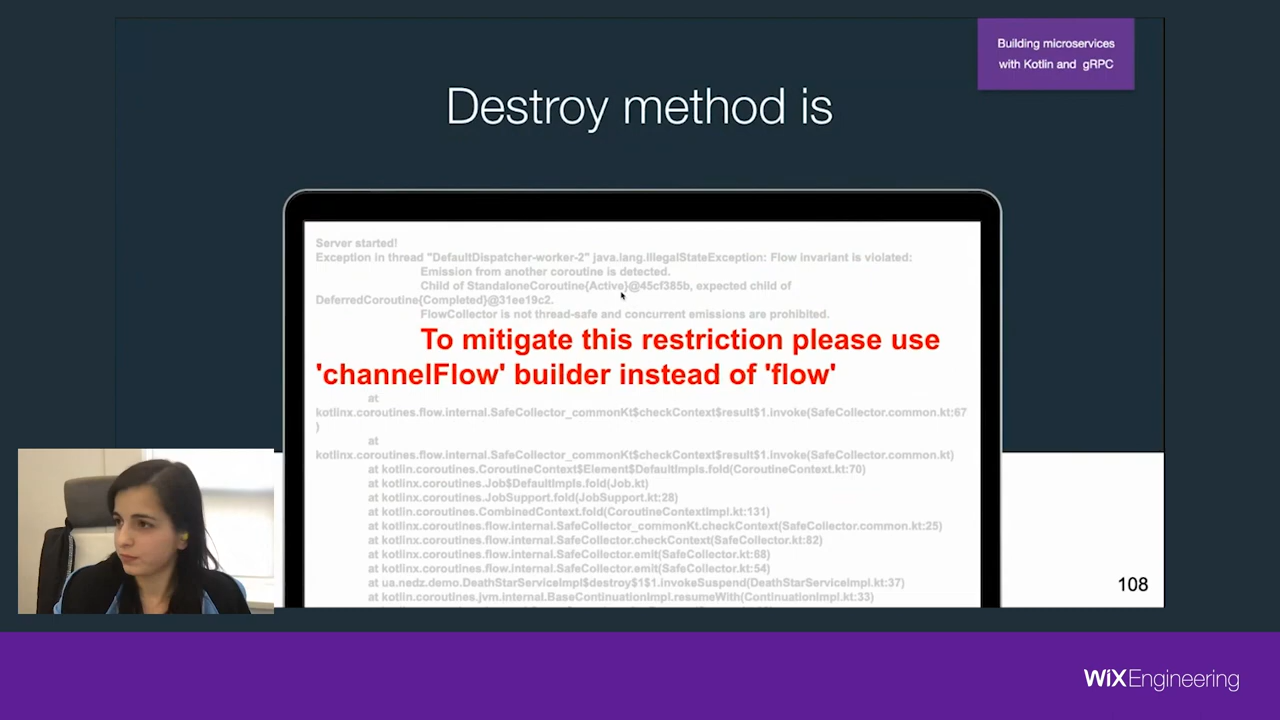 Building microservices
with Kotlin and gRPC
Destroy method is
Server started!
Exception in thread "DefaultDispatcher-worker-2" java.lang.IllegalStateException: Flow invariant is violated:
Emission from another coroutine is detected.
Child of StandaloneCoroutine{Active}@45cf385b, expected child of
DeferredCoroutine{Completed}@31ee19c2.
FlowCollector is not thread-safe and concurrent emissions are prohibited.
To mitigate this restriction please use
'channelFlow' builder instead of 'flow'
at
kotlinx.coroutines.flow.internal.SafeCollector_commonKt$checkContext$result$1.invoke(SafeCollector.common.kt:67
)
at
kotlinx.coroutines.flow.internal.SafeCollector_commonKt$checkContext$result$1.invoke(SafeCollector.common.kt)
at kotlin.coroutines.CoroutineContext$Element$DefaultImpls.fold(CoroutineContext.kt:70)
at kotlinx.coroutines.Job$DefaultImpls.fold(Job.kt)
at kotlinx.coroutines.JobSupport.fold(JobSupport.kt:28)
at kotlin.coroutines.CombinedContext.fold(CoroutineContextImpl.kt:131)
at kotlinx.coroutines.flow.internal.SafeCollector_commonKt.checkContext(SafeCollector.common.kt:25)
at kotlinx.coroutines.flow.internal.SafeCollector.checkContext(SafeCollector.kt:82)
at kotlinx.coroutines.flow.internal.SafeCollector.emit(SafeCollector.kt:68)
at kotlinx.coroutines.flow.internal.SafeCollector.emit(SafeCollector.kt:54)
at ua.nedz.demo.DeathStarServiceImpl$destroy$1$1.invokeSuspend(DeathStarServiceImpl.kt:37)
at kotlin.coroutines.jvm.internal.BaseContinuationImpl.resumeWith(ContinuationImpl.kt:33)
108
WiXEngineering